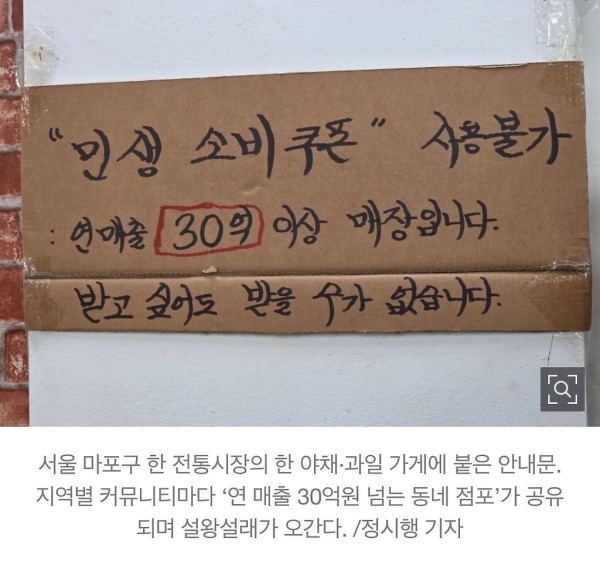 "민생 소비쿠폰" 사용불가
: 연매출 30억 이상 매장입니다.
받고 싶어도 받을 수가 없습니다.
서울 마포구 한 전통시장의 한 야채·과일 가게에 붙은 안내문.
지역별 커뮤니티마다 ‘연 매출 30억원 넘는 동네 점포’가 공유
되며 설왕설래가 오간다. /정시행 기자